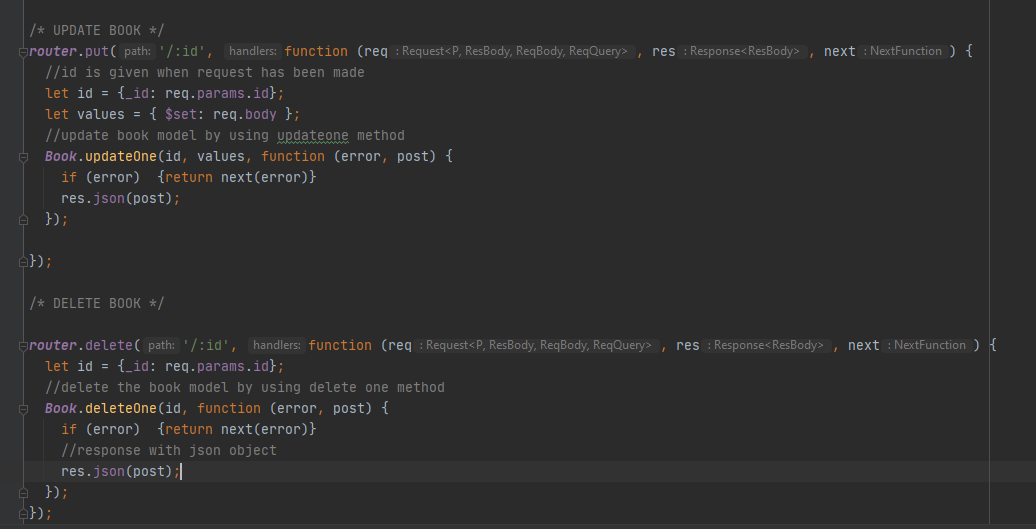 /* UPDATE BOOK */
router.put( path: '/:id', handlers: function (req : Request<P, ResBody, ReqBody, ReqQuery> , res : Response<ResBody> , next : NextFunction ) {
//id is given when request has been made
let id = {_id: req.params.id};
let values = { $set: req.body };
//update book model by using updateone method
Book.updateOne(id, values, function (error, post) {
if (error)  {return next(error)}
res.json(post);
});
});
/* DELETE BOOK */
router.delete( path: '/:id', handlers: function (req : Request<P, ResBody, ReqBody, ReqQuery> , res : Response<ResBody> , next : NextFunction ) {
let id = {_id: req.params.id};
//delete the book model by using delete one method
Book.deleteOne(id, function (error, post) {
if (error)  {return next(error)}
//response with json object
res.json(post);
});
});